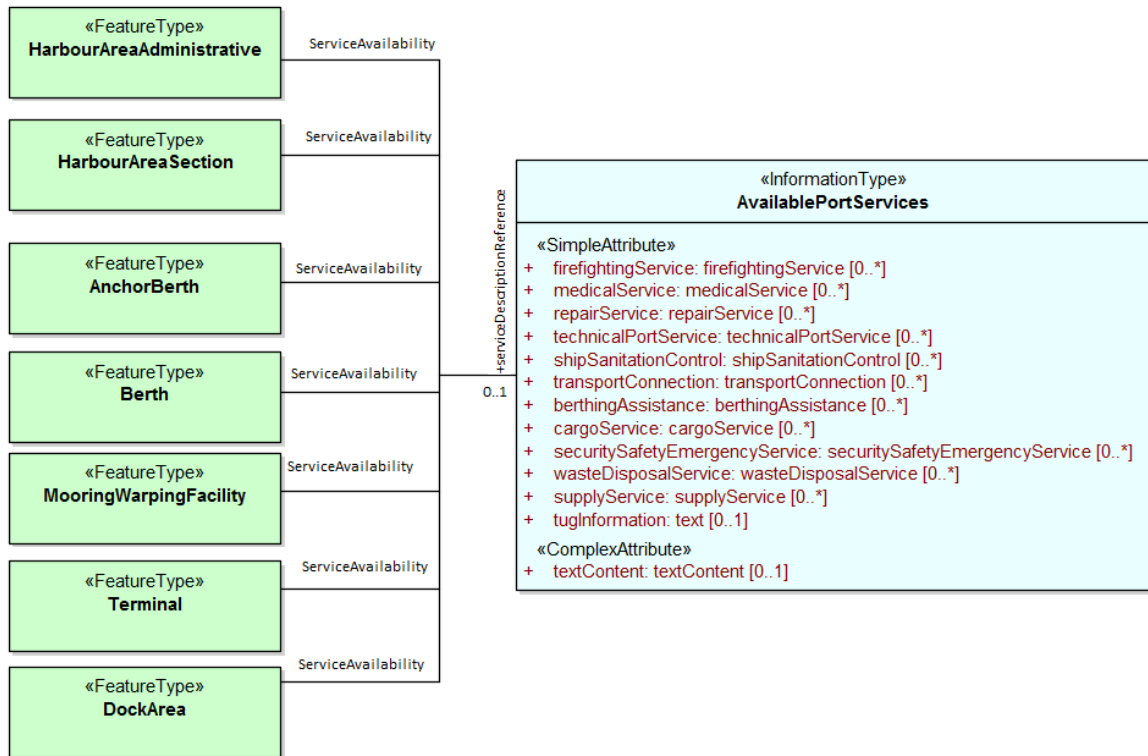 «FeatureType»
HarbourAreaAdministrative
ServiceAvailability
«FeatureType»
HarbourAreaSection
ServiceAvailability
«FeatureType»
AnchorBerth
ServiceAvailability
«FeatureType»
Berth
ServiceAvailability
«FeatureType»
MooringWarpingFacility
ServiceAvailability
«FeatureType»
Terminal
ServiceAvailability
«FeatureType»
DockArea
ServiceAvailability
+serviceDescriptionReference
0..1
«InformationType»
AvailablePortServices
«SimpleAttribute»
+ firefightingService: firefightingService [0..*]
+ medicalService: medicalService [0..*]
+ repairService: repairService [0..*]
+ technicalPortService: technicalPortService [0..*]
+ shipSanitationControl: shipSanitationControl [0..*]
+ transportConnection: transportConnection [0..*]
+ berthingAssistance: berthingAssistance [0..*]
+ cargoService: cargoService [0..*]
+ securitySafetyEmergencyService: securitySafetyEmergencyService [0..*]
+ wasteDisposalService: wasteDisposalService [0..*]
+ supplyService: supplyService [0..*]
+ tugInformation: text [0..1]
«ComplexAttribute»
+ textContent: textContent [0..1]